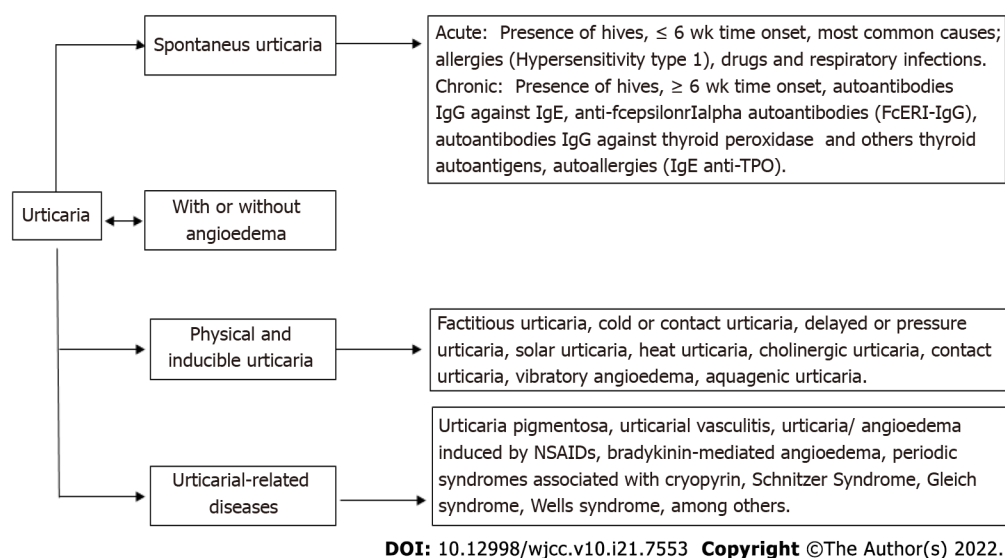 Spontaneus urticaria
Acute: Presence of hives, ≤ 6 wk time onset, most common causes;
allergies (Hypersensitivity type 1), drugs and respiratory infections.
Chronic: Presence of hives, ≥ 6 wk time onset, autoantibodies
IgG against IgE, anti-fcepsilonrIalpha autoantibodies (FcERI-IgG),
autoantibodies IgG against thyroid peroxidase and others thyroid
autoantigens, autoallergies (IgE anti-TPO).
Urticaria
With or without
angioedema
Physical and
inducible urticaria
Factitious urticaria, cold or contact urticaria, delayed or pressure
urticaria, solar urticaria, heat urticaria, cholinergic urticaria, contact
urticaria, vibratory angioedema, aquagenic urticaria.
Urticarial-related
diseases
Urticaria pigmentosa, urticarial vasculitis, urticaria/ angioedema
induced by NSAIDs, bradykinin-mediated angioedema, periodic
syndromes associated with cryopyrin, Schnitzer Syndrome, Gleich
syndrome, Wells syndrome, among others.
DOI: 10.12998/wjcc.v10.i21.7553 Copyright ©The Author(s) 2022.